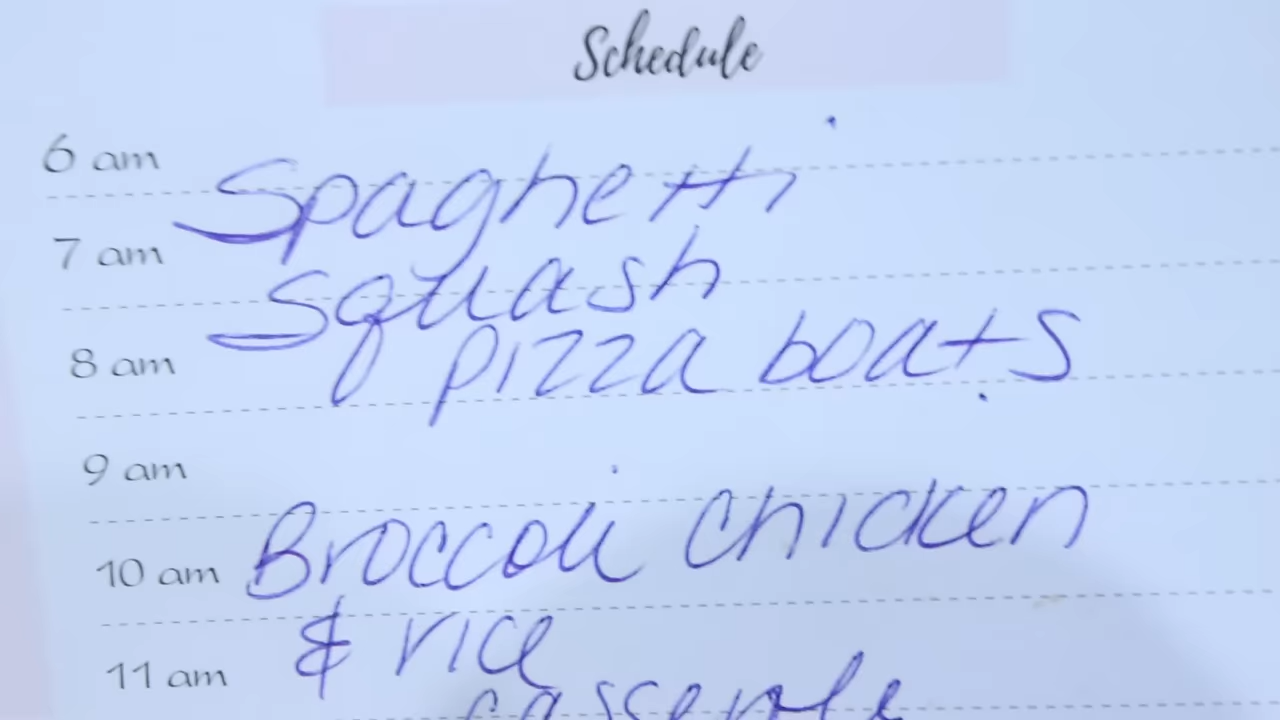 Schedule
6 am
Spaghetti
7 am
Squash
8 am
pizza boats
9 am
10 am Broccoli chicken
& rice
11 am
casserole